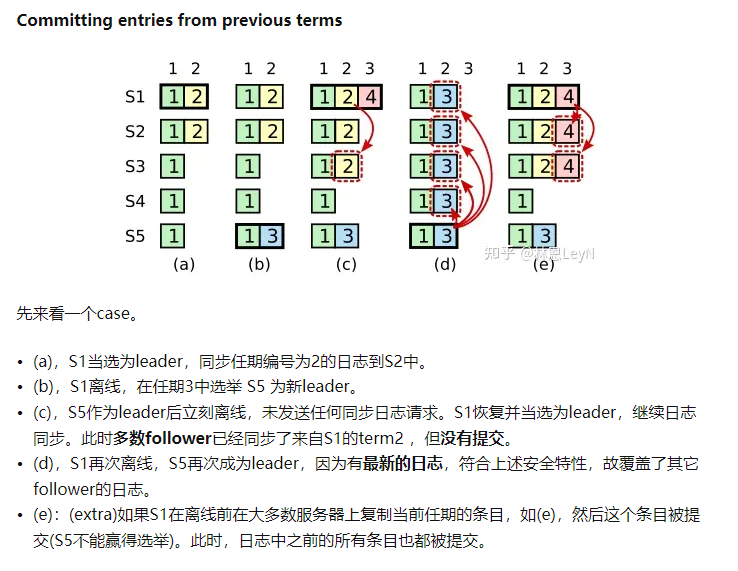 Committing entries from previous terms
1 2 1 2 1 2 3 1 2 3 1 2 3
S1 1 2 1 2 1 2 4 1 3 1 2 4
S2 1 2 1 2 1 2 1 3 1 2 4
S3 1 1 1 2 1 3 1 2 4
S4 1 1 1 1 3 1
S5 1 1 3 1 3 1 3 1 3
知乎 @林恩LeyN
(a) (b) (c) (d) (e)
先来看一个case。
• (a)，S1当选为leader，同步任期编号为2的日志到S2中。
• (b)，S1离线，在任期3中选举 S5 为新leader。
• (c)，S5作为leader后立刻离线，未发送任何同步日志请求。S1恢复并当选为leader，继续日志
同步。此时多数follower已经同步了来自S1的term2 ，但没有提交。
• (d)，S1再次离线，S5再次成为leader，因为有最新的日志，符合上述安全特性，故覆盖了其它
follower的日志。
• (e)：(extra)如果S1在离线前在大多数服务器上复制当前任期的条目，如(e)，然后这个条目被提
交(S5不能赢得选举)。此时，日志中之前的所有条目也都被提交。